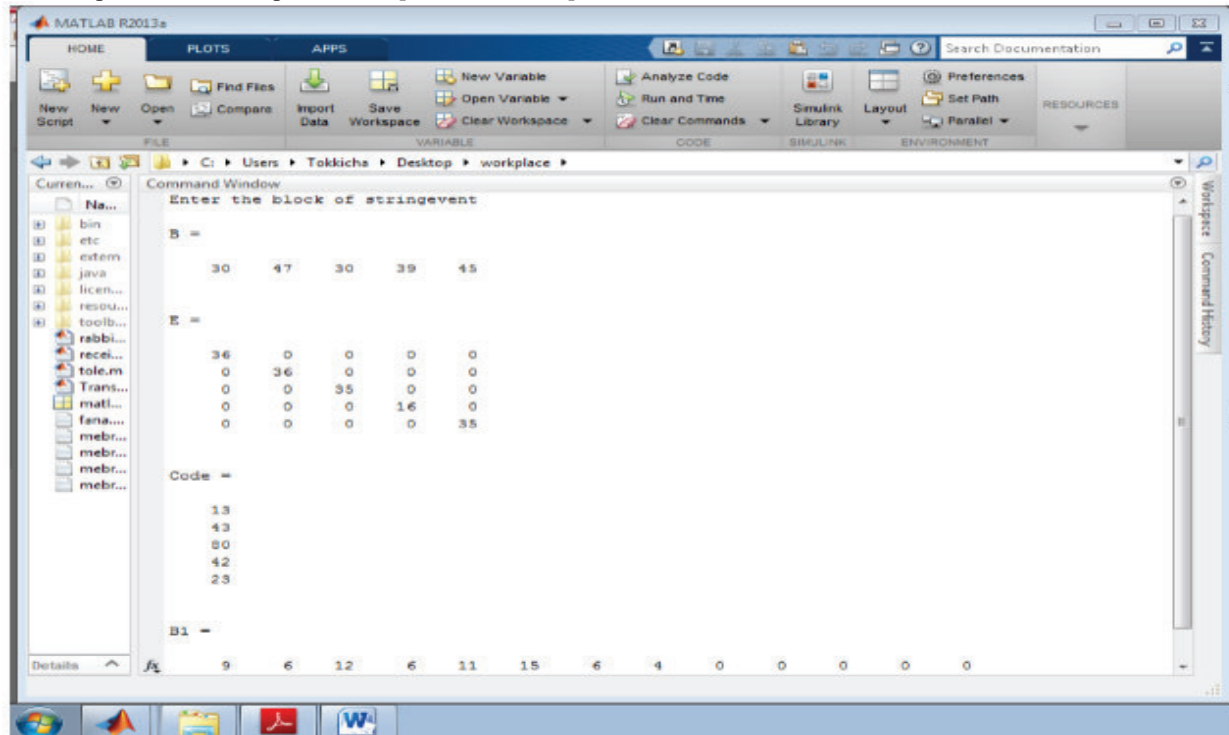 MATLAB R2013a
HOME PLOTS APPS Search Documentation
New Script New Open Find Files Compare Import Data Save Workspace New Variable Open Variable Clear Workspace Analyze Code Run and Time Clear Commands Simulink Library Layout Preferences Set Path Parallel RESOURCES
FILE VARIABLE CODE SIMULINK ENVIRONMENT
C: Users Tokkicha Desktop workplace
Curren... Command Window
Na...
bin
etc
extern
java
licen...
resou...
toolb...
rabbi...
recei...
tole.m
Trans...
matl...
fana....
mebr...
mebr...
mebr...
mebr...
Details
Enter the block of stringevent
B =
30 47 30 39 45
E =
36 0 0 0 0
0 36 0 0 0
0 0 35 0 0
0 0 0 16 0
0 0 0 0 35
Code =
13
43
80
42
23
B1 =
fx 9 6 12 6 11 15 6 4 0 0 0 0 0
Workspace
Command History
W